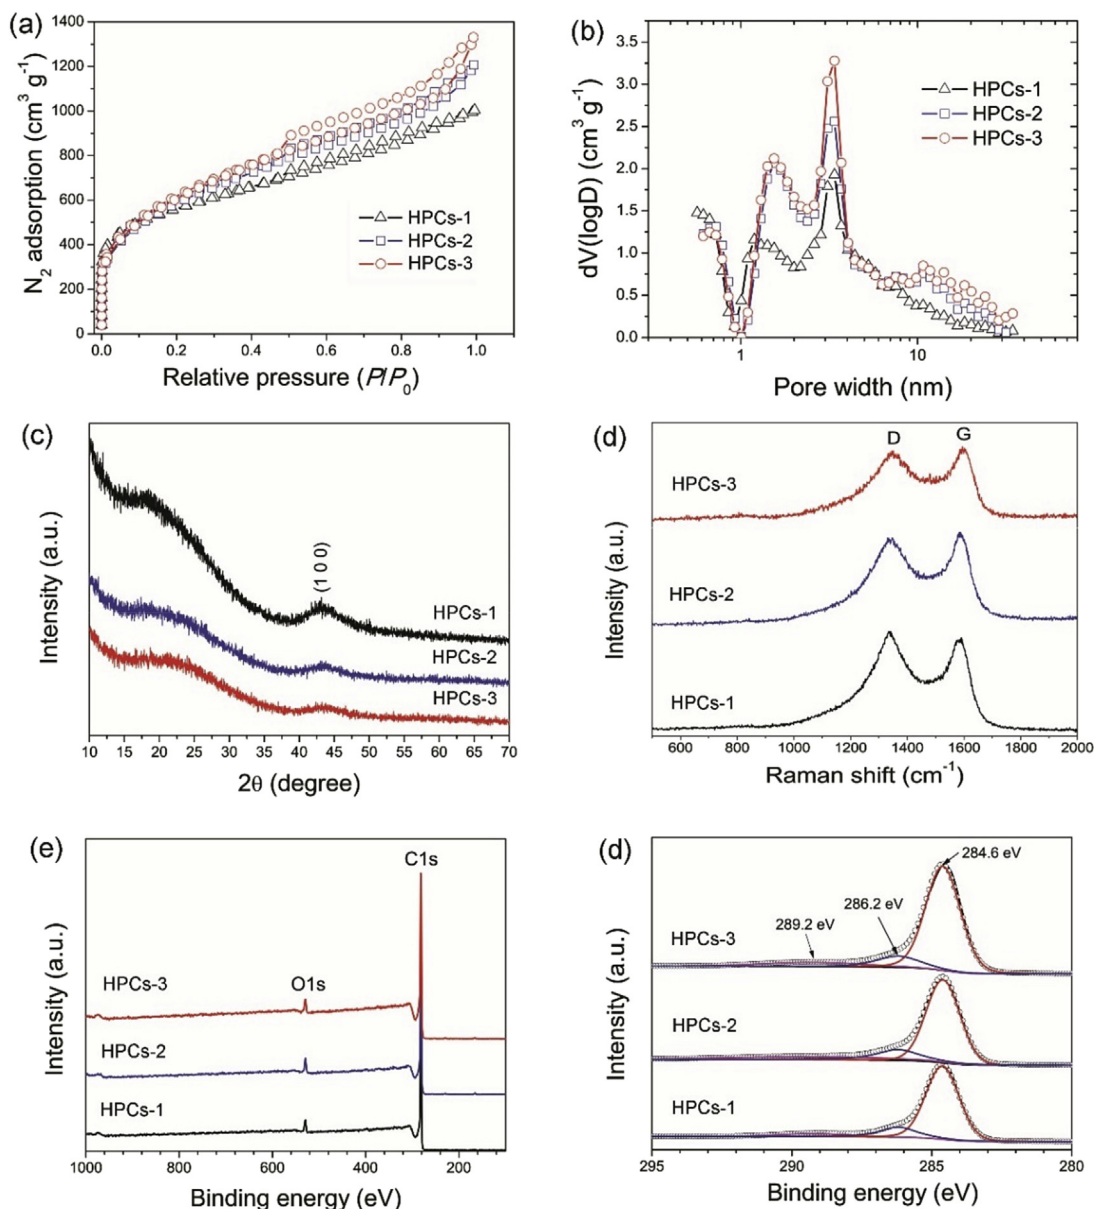 (a)
1400
1200
1000
800
600
400
200
0
N2 adsorption (cm3 g-1)
HPCs-1
HPCs-2
HPCs-3
0.0 0.2 0.4 0.6 0.8 1.0
Relative pressure (P/P0)
(b)
3.5
3.0
2.5
2.0
1.5
1.0
0.5
0.0
dV(logD) (cm3 g-1)
HPCs-1
HPCs-2
HPCs-3
1 10
Pore width (nm)
(c)
Intensity (a.u.)
(1 0 0)
HPCs-1
HPCs-2
HPCs-3
10 15 20 25 30 35 40 45 50 55 60 65 70
2θ (degree)
(d)
D G
HPCs-3
HPCs-2
HPCs-1
Intensity (a.u.)
600 800 1000 1200 1400 1600 1800 2000
Raman shift (cm-1)
(e)
C1s
O1s
HPCs-3
HPCs-2
HPCs-1
Intensity (a.u.)
1000 800 600 400 200
Binding energy (eV)
(d)
284.6 eV
286.2 eV
289.2 eV
HPCs-3
HPCs-2
HPCs-1
Intensity (a.u.)
295 290 285 280
Binding energy (eV)